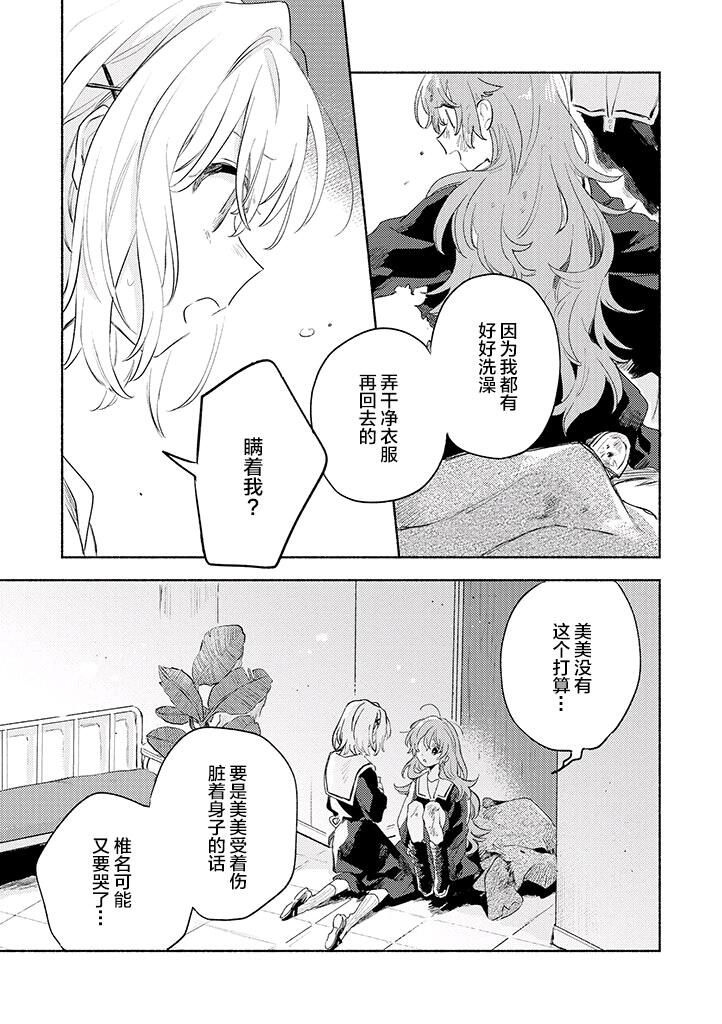 因为我都有
好好洗澡
弄干净衣服
再回去的
瞒着我？
美美没有
这个打算…
要是美美受着伤
脏着身子的话
椎名可能
又要哭了…